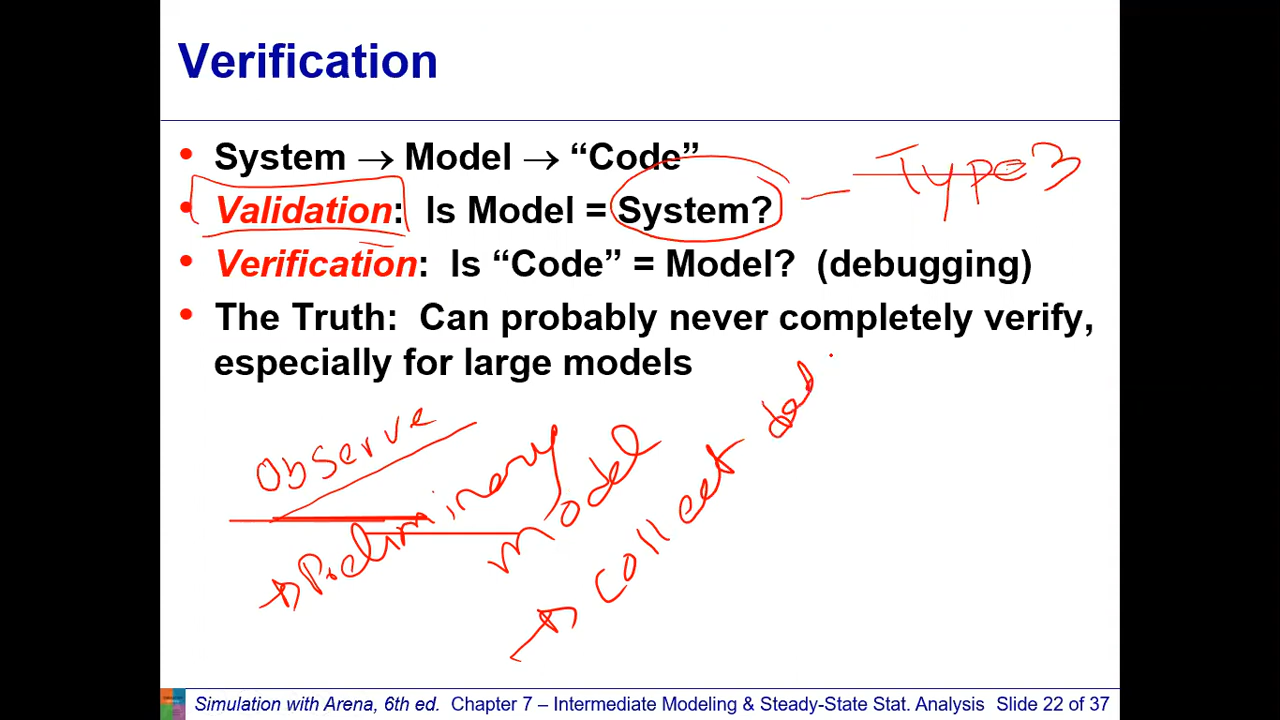 Verification
• System → Model → “Code”
• Validation: Is Model = System? — Type 3
• Verification: Is “Code” = Model? (debugging)
• The Truth: Can probably never completely verify,
especially for large models
Observe
→ Preliminary Model
→ Collect
Simulation with Arena, 6th ed. Chapter 7 – Intermediate Modeling & Steady-State Stat. Analysis Slide 22 of 37